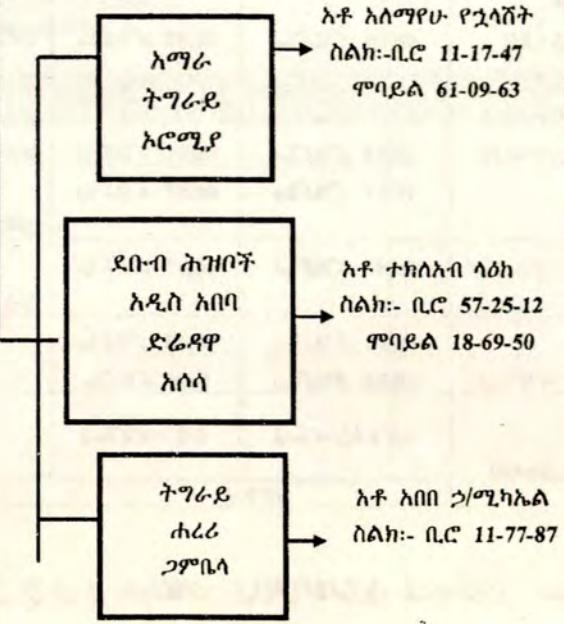 አማራ
ትግራይ
ኦሮሚያ
አቶ አለማየሁ የኋላሸት
ስልክ:-ቢሮ 11-17-47
ሞባይል 61-09-63
ደቡብ ሕዝቦች
አዲስ አበባ
ድሬዳዋ
አሶሳ
አቶ ተክለአብ ላዕከ
ስልክ:- ቢሮ 57-25-12
ሞባይል 18-69-50
ትግራይ
ሐረሪ
ጋምቤላ
አቶ አበበ ኃ/ሚካኤል
ስልክ:- ቢሮ 11-77-87